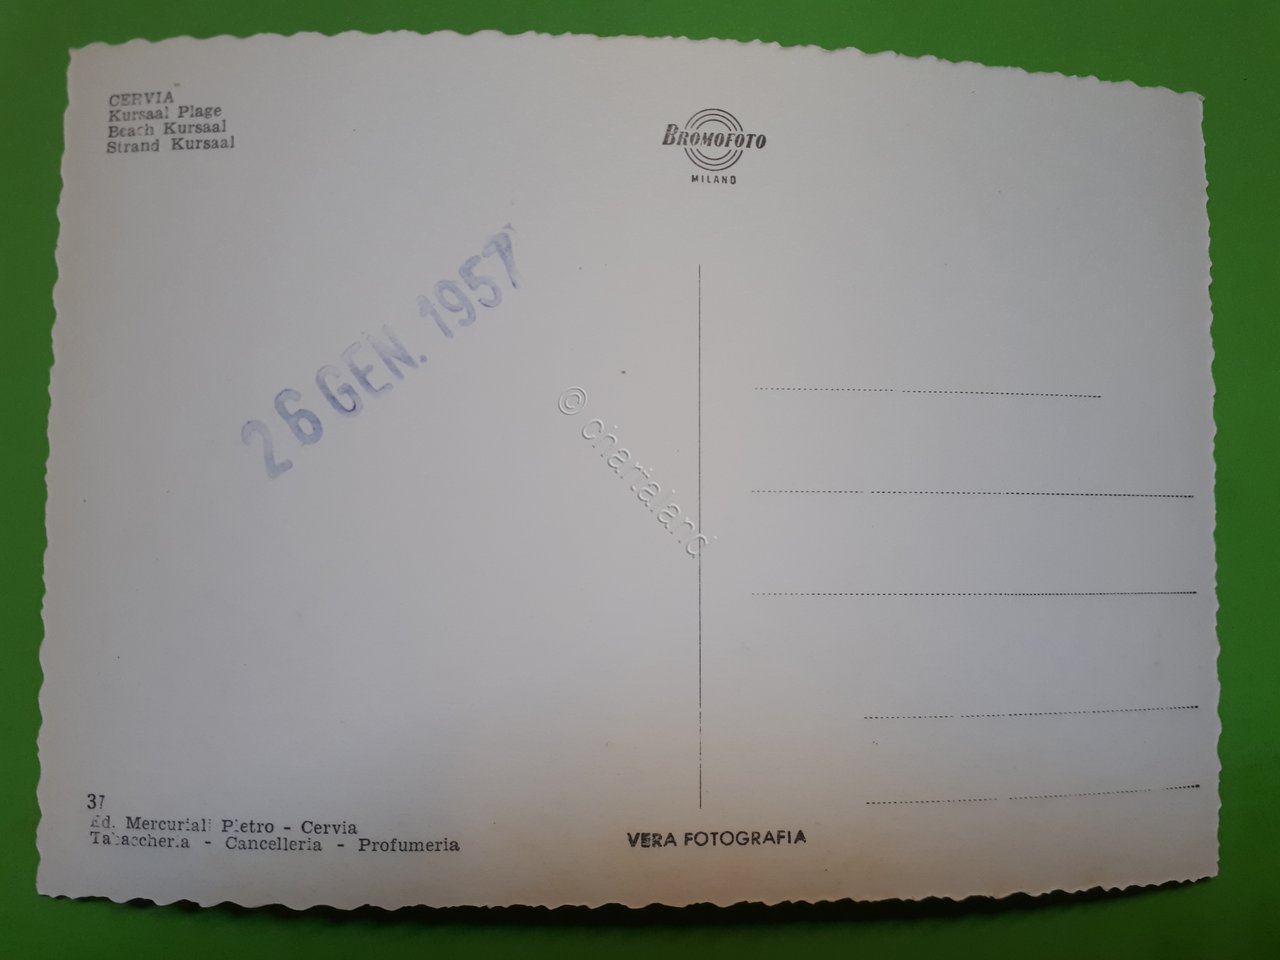 CERVIA
Kursaal Plage
Beach Kursaal
Strand Kursaal
BROMOFOTO
MILANO
26 GEN. 1957
© chartaland
37
Ed. Mercuriali Pietro - Cervia
Tabaccheria - Cancelleria - Profumeria
VERA FOTOGRAFIA